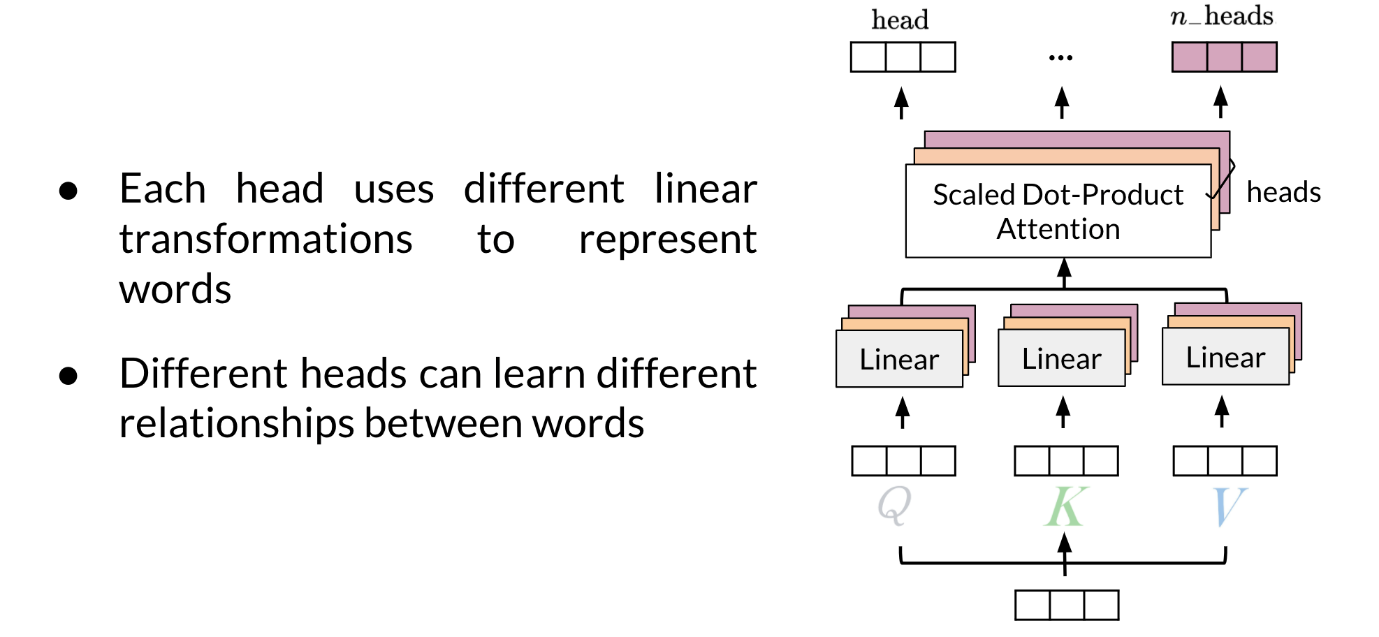 ● Each head uses different linear
transformations to represent
words
● Different heads can learn different
relationships between words
head
...
n_heads
Scaled Dot-Product
Attention
heads
Linear
Linear
Linear
Q
K
V